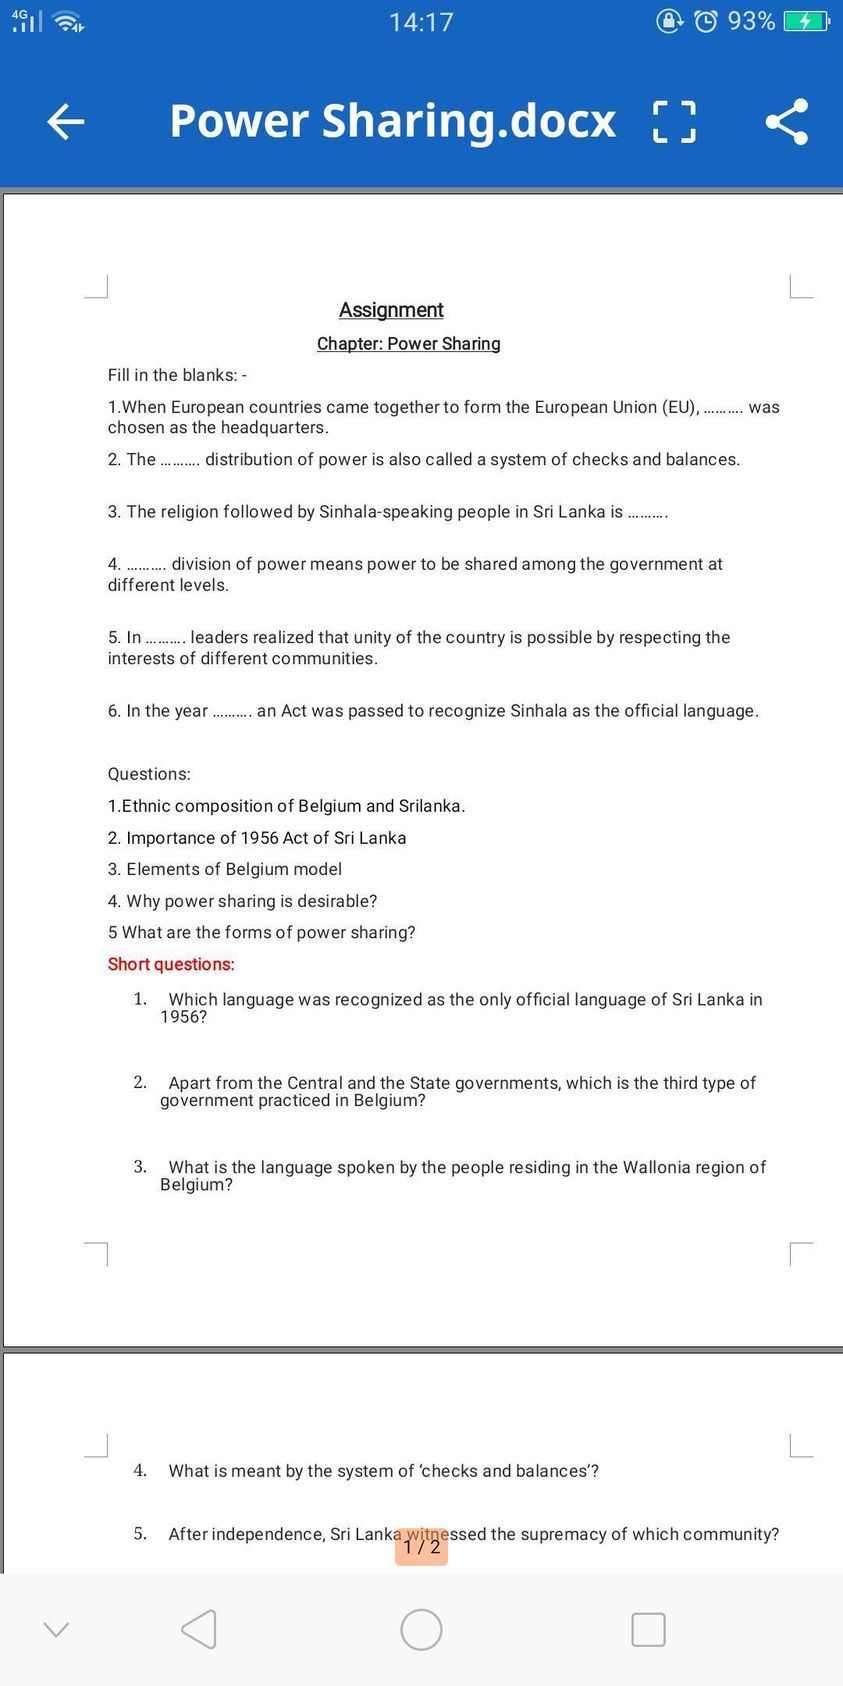 4G
14:17
93%
Power Sharing.docx
Assignment
Chapter: Power Sharing
Fill in the blanks: -
1.When European countries came together to form the European Union (EU), .......... was
chosen as the headquarters.
2. The .......... distribution of power is also called a system of checks and balances.
3. The religion followed by Sinhala-speaking people in Sri Lanka is ..........
4. .......... division of power means power to be shared among the government at
different levels.
5. In .......... leaders realized that unity of the country is possible by respecting the
interests of different communities.
6. In the year .......... an Act was passed to recognize Sinhala as the official language.
Questions:
1.Ethnic composition of Belgium and Srilanka.
2. Importance of 1956 Act of Sri Lanka
3. Elements of Belgium model
4. Why power sharing is desirable?
5 What are the forms of power sharing?
Short questions:
1. Which language was recognized as the only official language of Sri Lanka in
1956?
2. Apart from the Central and the State governments, which is the third type of
government practiced in Belgium?
3. What is the language spoken by the people residing in the Wallonia region of
Belgium?
4. What is meant by the system of ‘checks and balances’?
5. After independence, Sri Lanka witnessed the supremacy of which community?
1 / 2